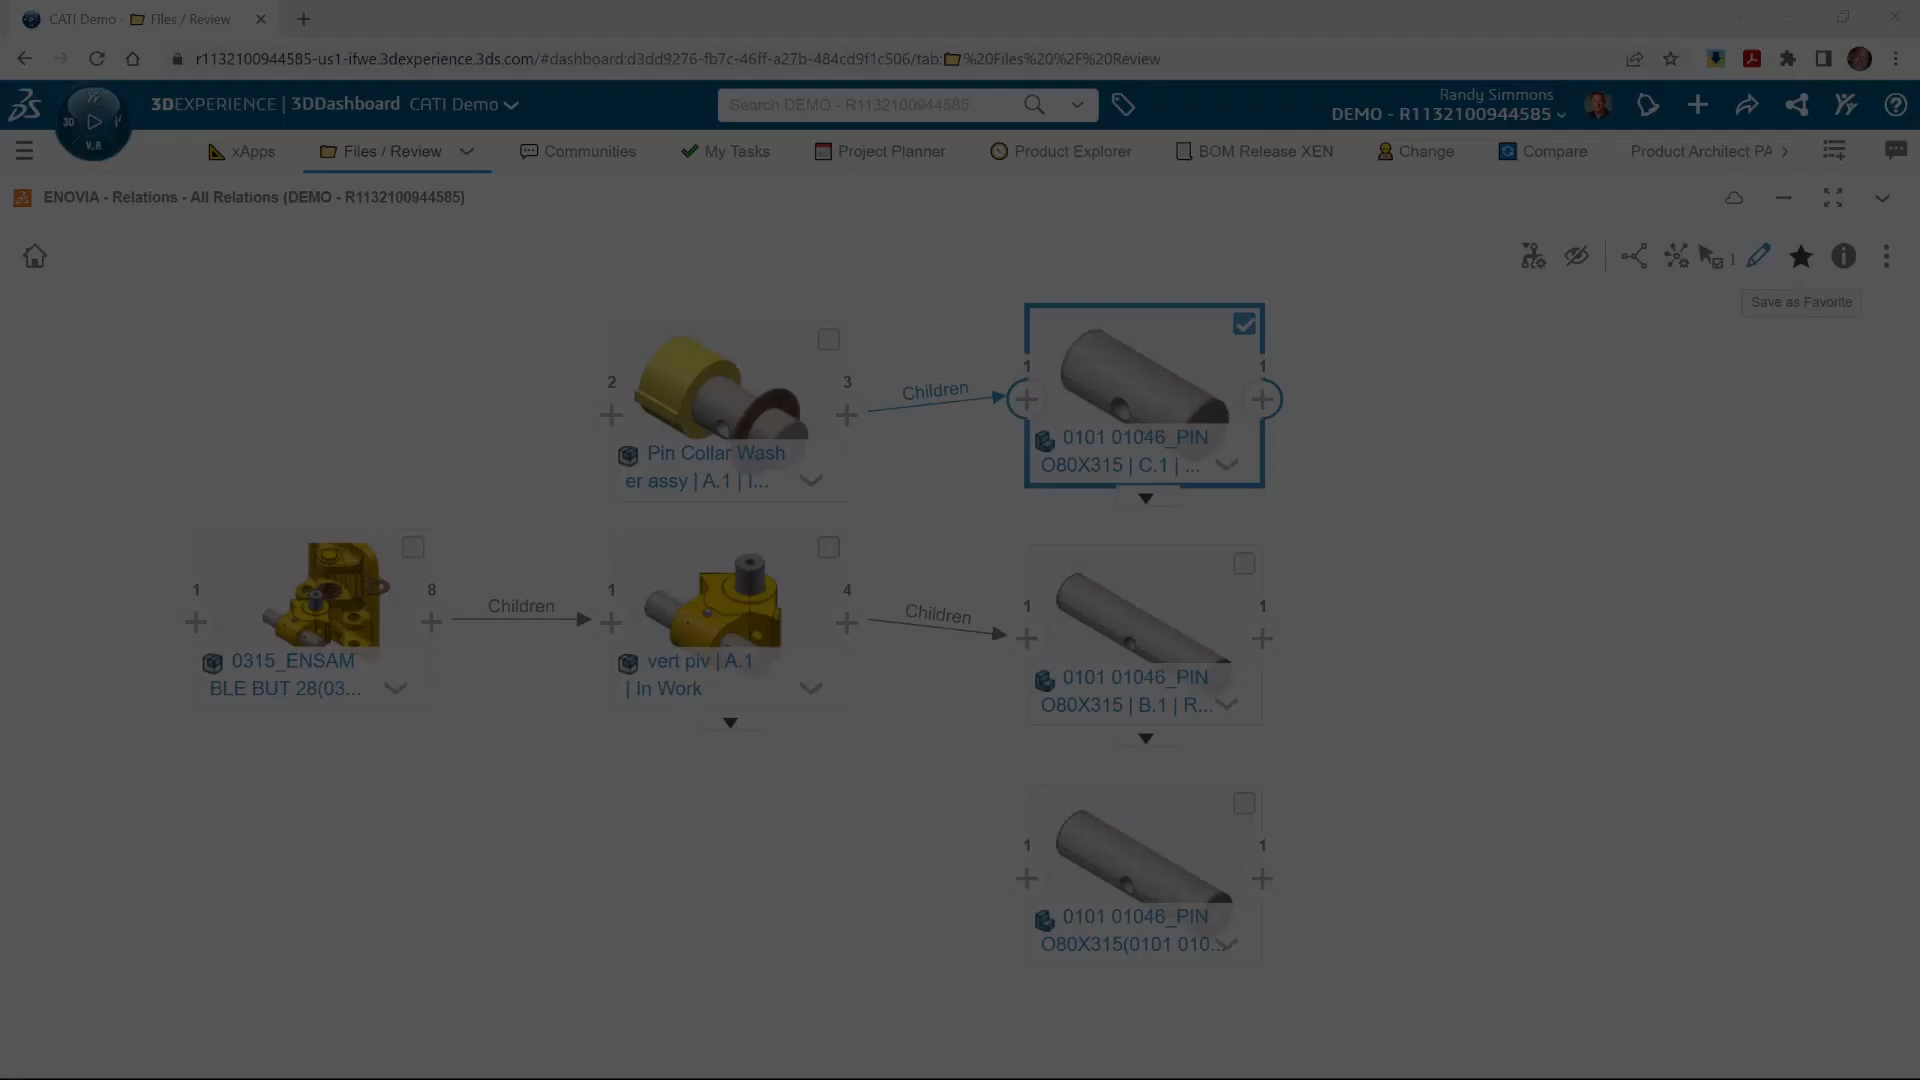 CATI Demo - Files / Review
r1132100944585-us1-ifwe.3dexperience.3ds.com/#dashboard:d3dd9276-fb7c-46ff-a27b-484cd9f1c506/tab:📁%20Files%20%2F%20Review
3DEXPERIENCE | 3DDashboard CATI Demo
Search DEMO - R1132100944585
Randy Simmons
DEMO - R1132100944585
3D
V.R
xApps
Files / Review
Communities
My Tasks
Project Planner
Product Explorer
BOM Release XEN
Change
Compare
Product Architect PA
ENOVIA - Relations - All Relations (DEMO - R1132100944585)
1
Save as Favorite
2
3
Pin Collar Wash
er assy | A.1 | I...
Children
1
1
0101 01046_PIN
O80X315 | C.1 | ...
1
8
0315_ENSAM
BLE BUT 28(03...
Children
1
4
vert piv | A.1
| In Work
Children
1
1
0101 01046_PIN
O80X315 | B.1 | R...
1
1
0101 01046_PIN
O80X315(0101 010...